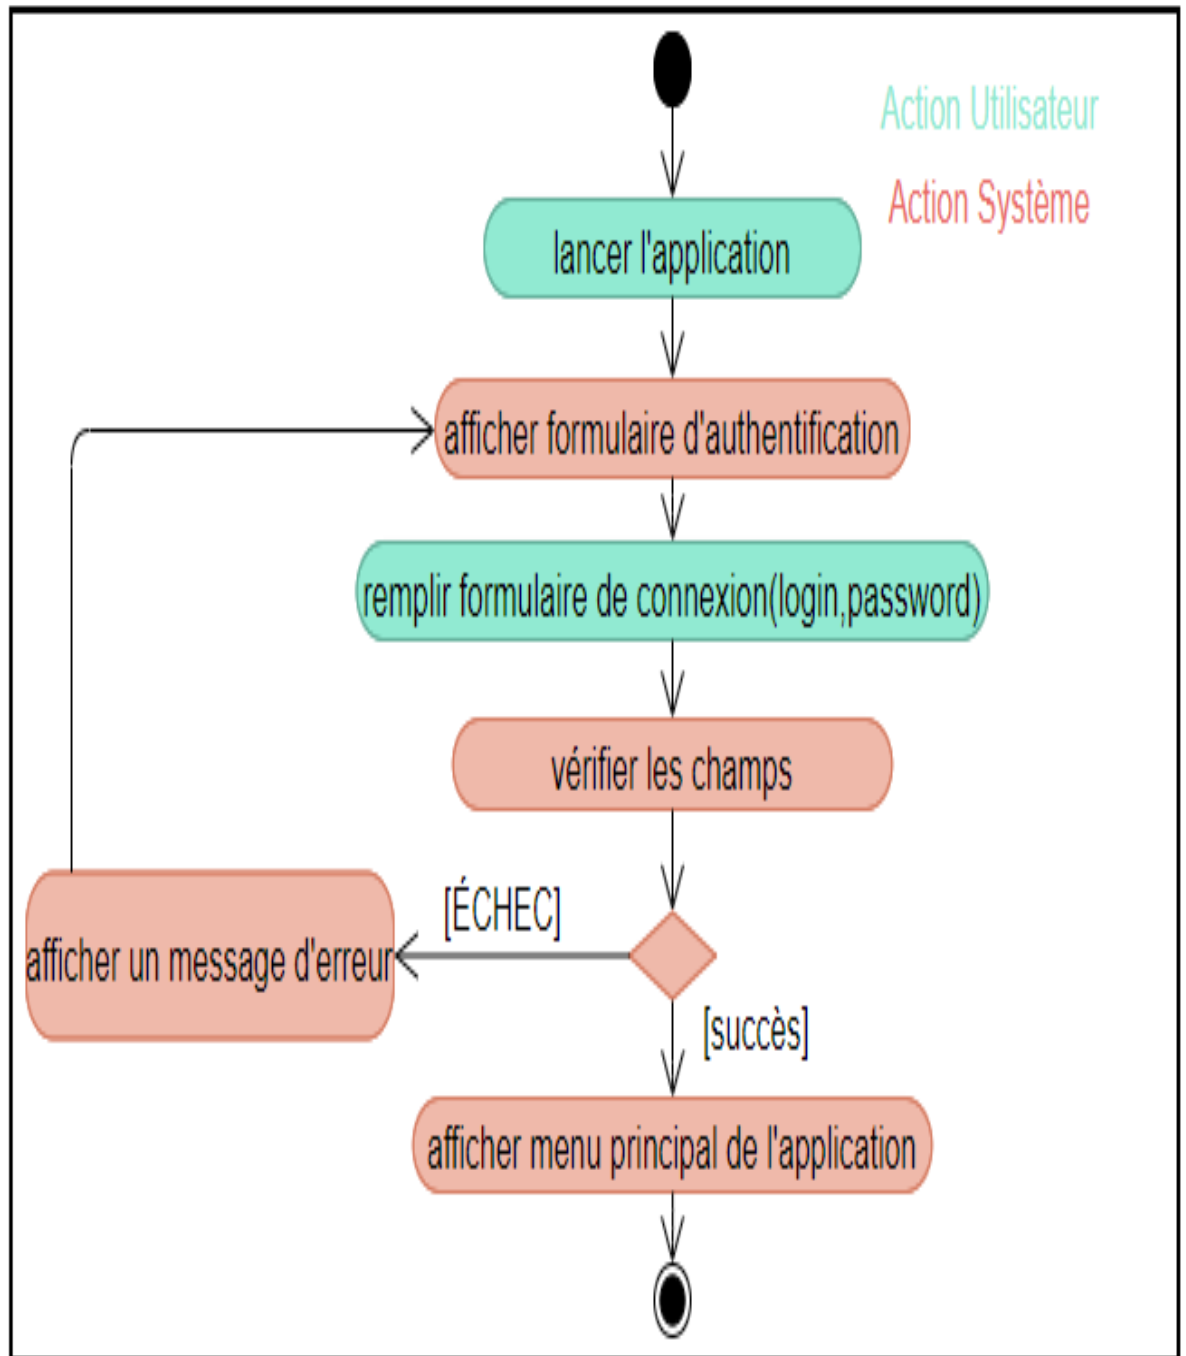 Action Utilisateur
Action Système
lancer l'application
afficher formulaire d'authentification
remplir formulaire de connexion(login,password)
vérifier les champs
[ÉCHEC]
afficher un message d'erreur
[succès]
afficher menu principal de l'application